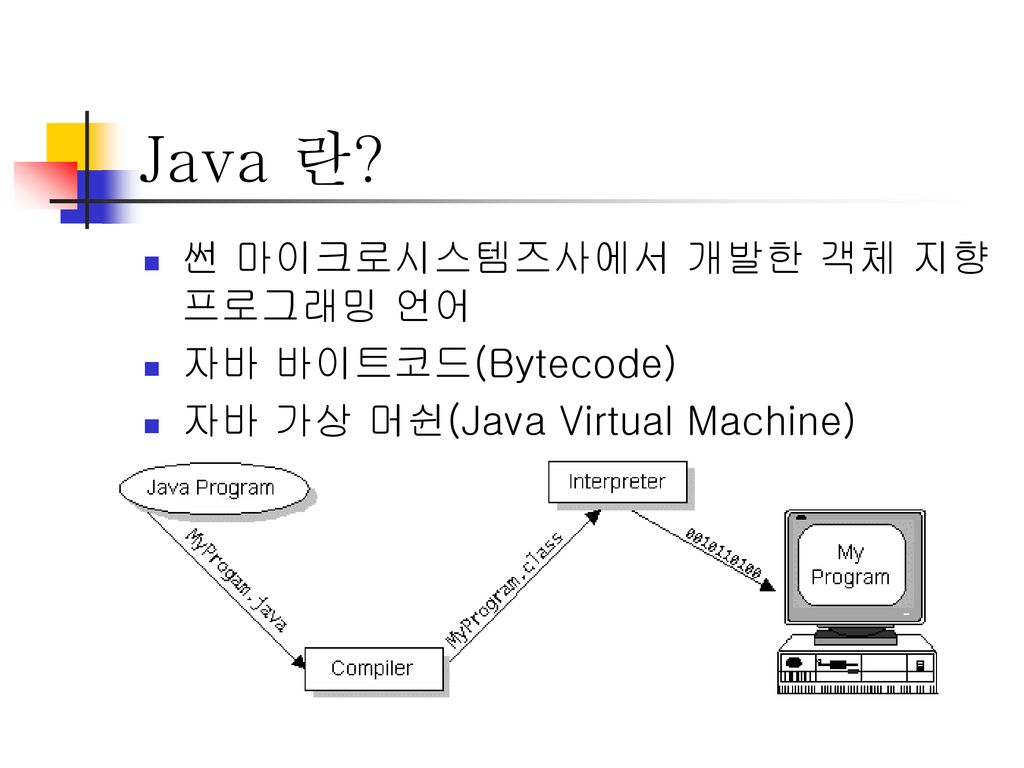 Java 란?
썬 마이크로시스템즈사에서 개발한 객체 지향
프로그래밍 언어
자바 바이트코드(Bytecode)
자바 가상 머쉰(Java Virtual Machine)
Java Program
MyProgam.java
Compiler
MyProgram.class
Interpreter
0010110100
My
Program